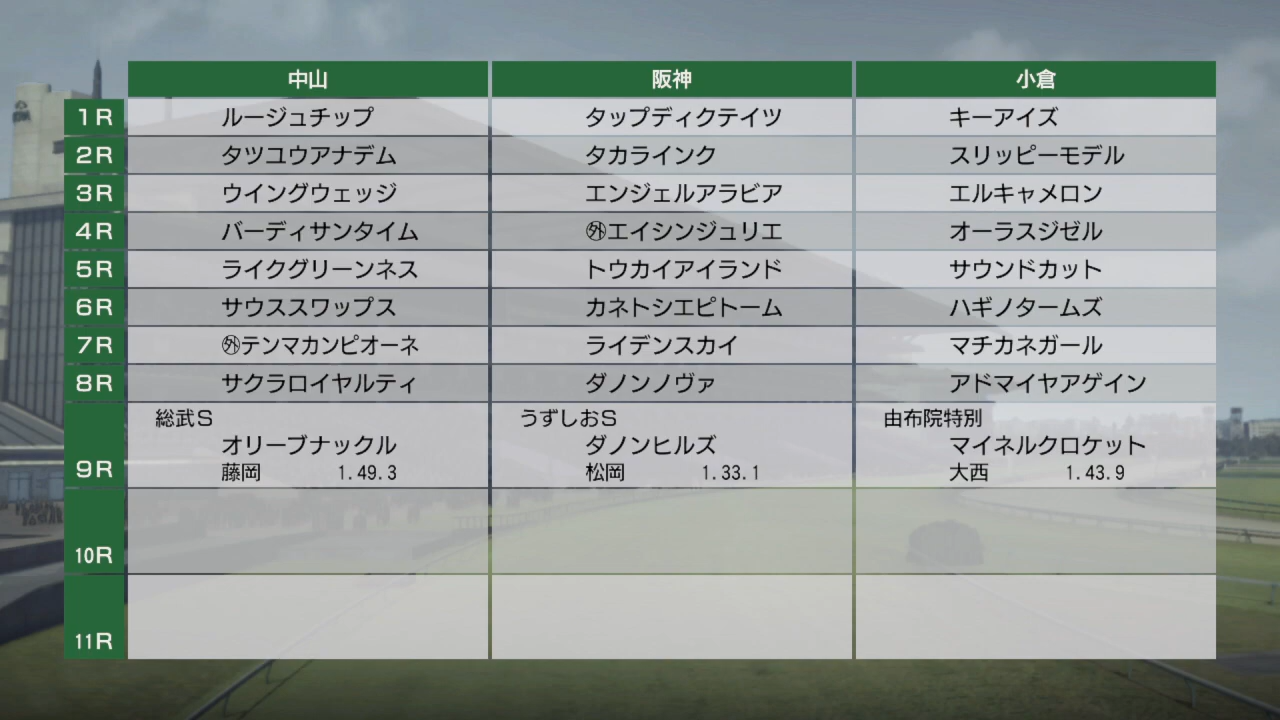 中山 阪神 小倉
1R ルージュチップ タップディクテイツ キーアイズ
2R タツユウアナデム タカラインク スリッピーモデル
3R ウイングウェッジ エンジェルアラビア エルキャメロン
4R バーディサンタイム ㊕エイシンジュリエ オーラスジゼル
5R ライクグリーンネス トウカイアイランド サウンドカット
6R サウススワップス カネトシエピトーム ハギノタームズ
7R 外テンマカンピオーネ ライデンスカイ マチカネガール
8R サクラロイヤルティ ダノンノヴァ アドマイヤアゲイン
総武S うずしおS 由布院特別
オリーブナックル ダノンヒルズ マイネルクロケット
9R 藤岡 1.49.3 松岡 1.33.1 大西 1.43.9
10R
11R